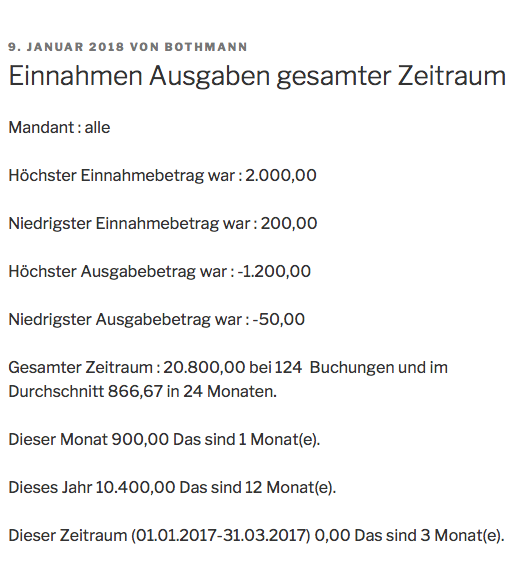 9. JANUAR 2018 VON BOTHMANN
Einnahmen Ausgaben gesamter Zeitraum
Mandant : alle
Höchster Einnahmebetrag war : 2.000,00
Niedrigster Einnahmebetrag war : 200,00
Höchster Ausgabebetrag war : -1.200,00
Niedrigster Ausgabebetrag war : -50,00
Gesamter Zeitraum : 20.800,00 bei 124  Buchungen und im
Durchschnitt 866,67 in 24 Monaten.
Dieser Monat 900,00 Das sind 1 Monat(e).
Dieses Jahr 10.400,00 Das sind 12 Monat(e).
Dieser Zeitraum (01.01.2017-31.03.2017) 0,00 Das sind 3 Monat(e).